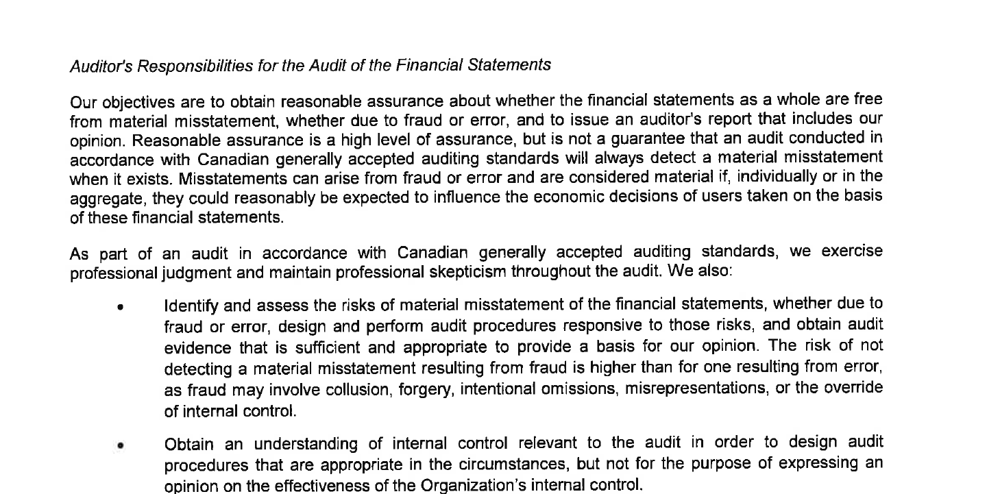 Auditor's Responsibilities for the Audit of the Financial Statements
Our objectives are to obtain reasonable assurance about whether the financial statements as a whole are free
from material misstatement, whether due to fraud or error, and to issue an auditor's report that includes our
opinion. Reasonable assurance is a high level of assurance, but is not a guarantee that an audit conducted in
accordance with Canadian generally accepted auditing standards will always detect a material misstatement
when it exists. Misstatements can arise from fraud or error and are considered material if, individually or in the
aggregate, they could reasonably be expected to influence the economic decisions of users taken on the basis
of these financial statements.
As part of an audit in accordance with Canadian generally accepted auditing standards, we exercise
professional judgment and maintain professional skepticism throughout the audit. We also:
• Identify and assess the risks of material misstatement of the financial statements, whether due to
fraud or error, design and perform audit procedures responsive to those risks, and obtain audit
evidence that is sufficient and appropriate to provide a basis for our opinion. The risk of not
detecting a material misstatement resulting from fraud is higher than for one resulting from error,
as fraud may involve collusion, forgery, intentional omissions, misrepresentations, or the override
of internal control.
• Obtain an understanding of internal control relevant to the audit in order to design audit
procedures that are appropriate in the circumstances, but not for the purpose of expressing an
opinion on the effectiveness of the Organization's internal control.